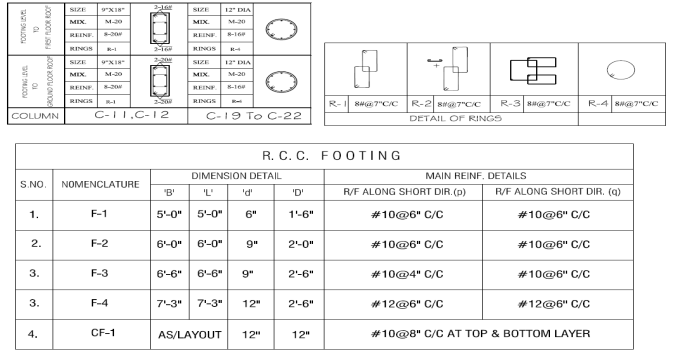 FOOTING LEVEL TO FIRST FLOOR ROOF
SIZE 9"X18" 2-16# SIZE 12" DIA
MIX. M-20 MIX. M-20
REINF. 8-20# REINF. 8-16#
RINGS R-1 2-16# RINGS R-4
FOOTING LEVEL TO GROUND FLOOR ROOF
SIZE 9"X18" 2-20# SIZE 12" DIA
MIX. M-20 MIX. M-20
REINF. 8-20# REINF. 8-16#
RINGS R-1 2-20# RINGS R-4
COLUMN C-11,C-12 C-19 To C-22
R-1 8#@7"C/C R-2 8#@7"C/C R-3 8#@7"C/C R-4 8#@7"C/C
DETAIL OF RINGS
R.C.C. FOOTING
S.NO. NOMENCLATURE DIMENSION DETAIL MAIN REINF. DETAILS
'B' 'L' 'd' 'D' R/F ALONG SHORT DIR.(p) R/F ALONG SHORT DIR. (q)
1. F-1 5'-0" 5'-0" 6" 1'-6" #10@6" C/C #10@6" C/C
2. F-2 6'-0" 6'-0" 9" 2'-0" #10@6" C/C #10@6" C/C
3. F-3 6'-6" 6'-6" 9" 2'-6" #10@4" C/C #10@6" C/C
3. F-4 7'-3" 7'-3" 12" 2'-6" #12@6" C/C #12@6" C/C
4. CF-1 AS/LAYOUT 12" 12" #10@8" C/C AT TOP & BOTTOM LAYER